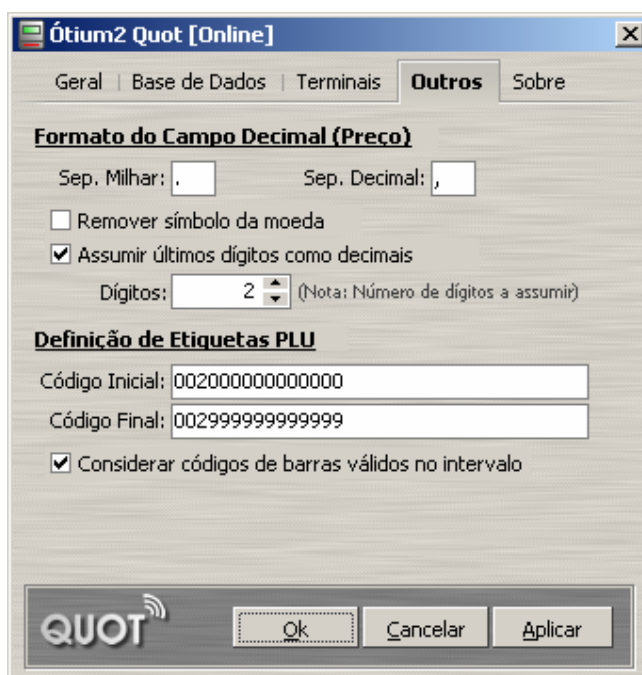 Ótium2 Quot [Online]
Geral | Base de Dados | Terminais Outros Sobre
Formato do Campo Decimal (Preço)
Sep. Milhar: . Sep. Decimal: ,
Remover símbolo da moeda
Assumir últimos dígitos como decimais
Dígitos: 2 (Nota: Número de dígitos a assumir)
Definição de Etiquetas PLU
Código Inicial: 002000000000000
Código Final: 002999999999999
Considerar códigos de barras válidos no intervalo
QUOT Ok Cancelar Aplicar